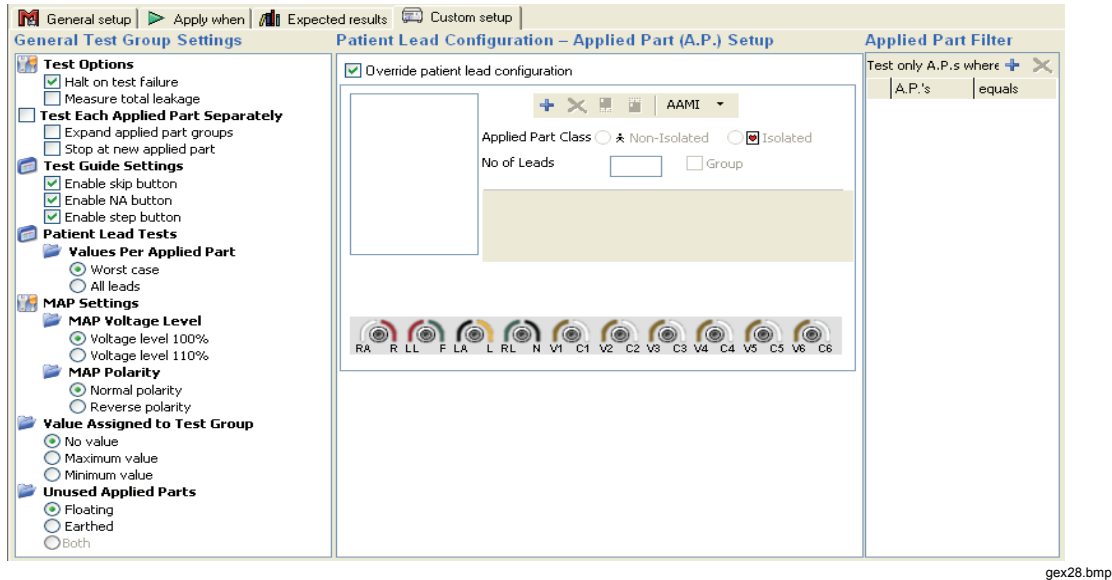 General setup Apply when Expected results Custom setup
General Test Group Settings
Test Options
Halt on test failure
Measure total leakage
Test Each Applied Part Separately
Expand applied part groups
Stop at new applied part
Test Guide Settings
Enable skip button
Enable NA button
Enable step button
Patient Lead Tests
Values Per Applied Part
Worst case
All leads
MAP Settings
MAP Voltage Level
Voltage level 100%
Voltage level 110%
MAP Polarity
Normal polarity
Reverse polarity
Value Assigned to Test Group
No value
Maximum value
Minimum value
Unused Applied Parts
Floating
Earthed
Both
Patient Lead Configuration – Applied Part (A.P.) Setup
Override patient lead configuration
AAMI
Applied Part Class Non-Isolated Isolated
No of Leads Group
RA R LL F LA L RL N V1 C1 V2 C2 V3 C3 V4 C4 V5 C5 V6 C6
Applied Part Filter
Test only A.P.s where
A.P.'s equals
gex28.bmp